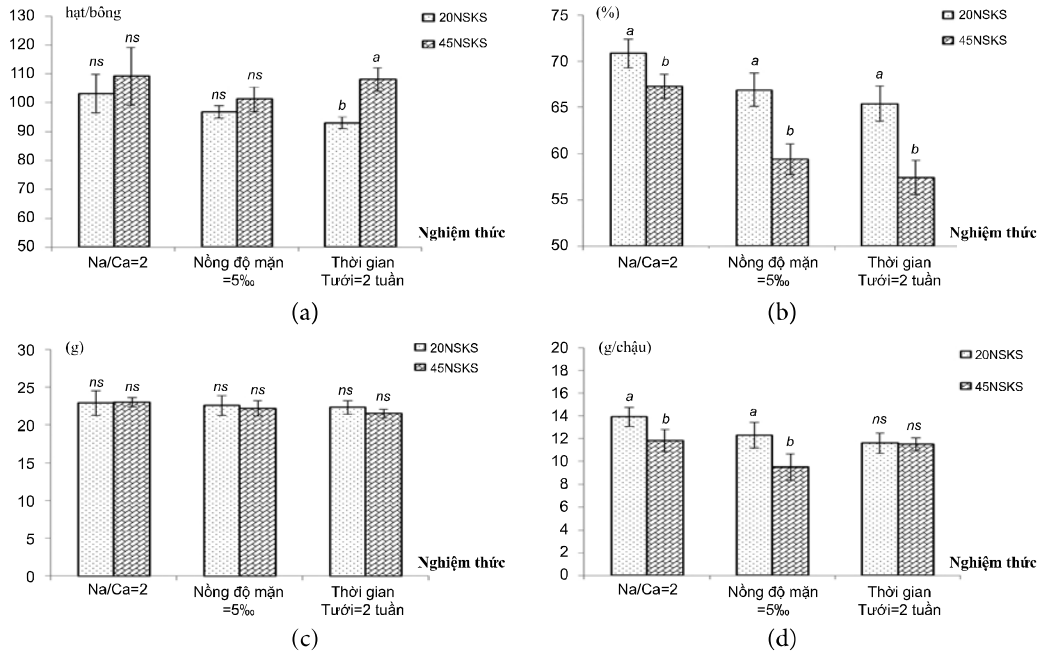 hạt/bông
20NSKS
45NSKS
130
120
110
100
90
80
70
60
50
ns
ns
ns
ns
b
a
Nghiệm thức
Na/Ca=2
Nồng độ mặn
=5‰
Thời gian
Tưới=2 tuần
(a)
(%)
20NSKS
45NSKS
75
70
65
60
55
50
a
b
a
b
a
b
Nghiệm thức
Na/Ca=2
Nồng độ mặn
=5‰
Thời gian
Tưới=2 tuần
(b)
(g)
20NSKS
45NSKS
30
25
20
25
20
15
10
5
0
ns
ns
ns
ns
ns
ns
Nghiệm thức
Na/Ca=2
Nồng độ mặn
=5‰
Thời gian
Tưới=2 tuần
(c)
(g/chậu)
20NSKS
45NSKS
20
18
16
14
12
10
8
6
4
2
0
a
b
a
b
ns
ns
Nghiệm thức
Na/Ca=2
Nồng độ mặn
=5‰
Thời gian
Tưới=2 tuần
(d)